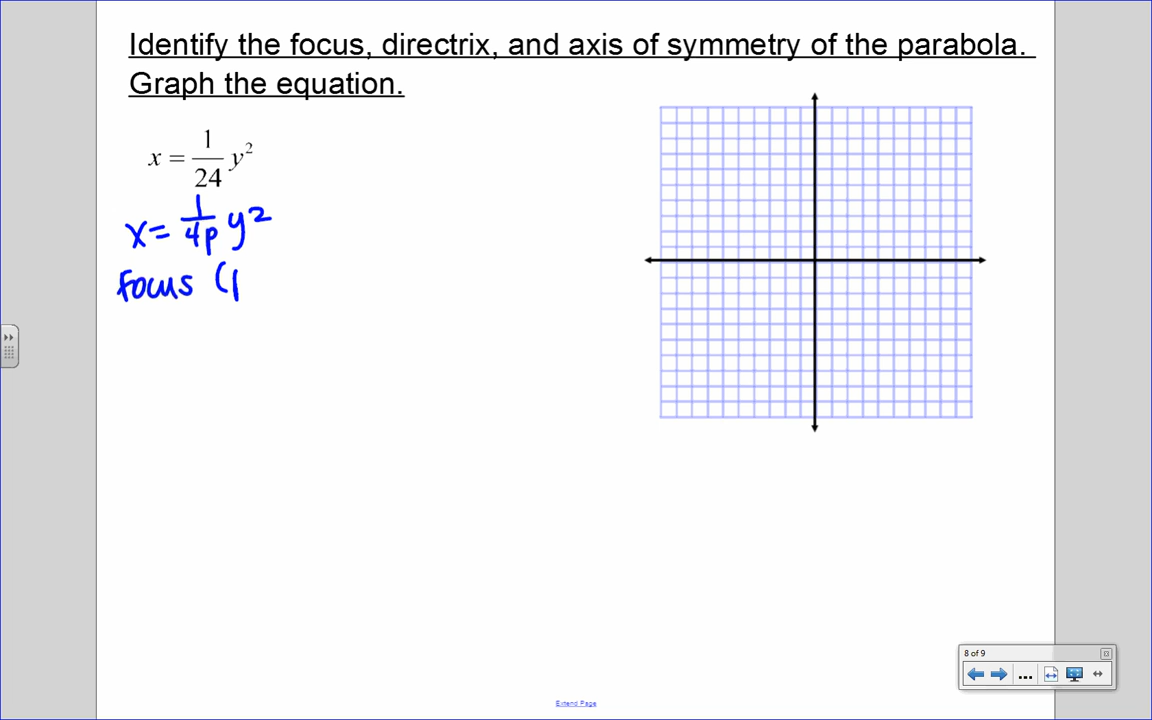 Identify the focus, directrix, and axis of symmetry of the parabola.
Graph the equation.
x = 1/24 y²
x = 1/4p y²
focus (
8 of 9
...
Extend Page